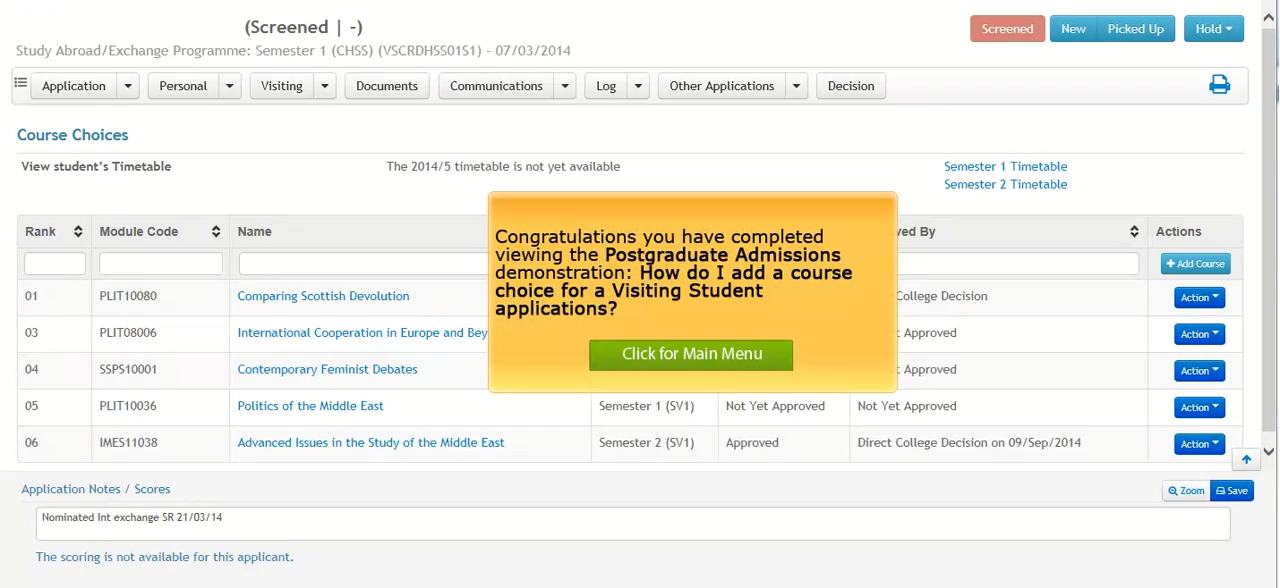 (Screened | -)
Screened New Picked Up Hold
Study Abroad/Exchange Programme: Semester 1 (CHSS) (VSCRDHSS01S1) - 07/03/2014
Application Personal Visiting Documents Communications Log Other Applications Decision
Course Choices
View student's Timetable The 2014/5 timetable is not yet available Semester 1 Timetable
Semester 2 Timetable
Rank Module Code Name By Actions
Add Course
01 PLIT10080 Comparing Scottish Devolution College Decision Action
03 PLIT08006 International Cooperation in Europe and Approved Action
04 SSPS10001 Contemporary Feminist Debates Approved Action
05 PLIT10036 Politics of the Middle East Semester 1 (SV1) Not Yet Approved Not Yet Approved Action
06 IMES11038 Advanced Issues in the Study of the Middle East Semester 2 (SV1) Approved Direct College Decision on 09/Sep/2014 Action
Congratulations you have completed
viewing the Postgraduate Admissions
demonstration: How do I add a course
choice for a Visiting Student
applications?
Click for Main Menu
Application Notes / Scores Zoom Save
Nominated Int exchange SR 21/03/14
The scoring is not available for this applicant.